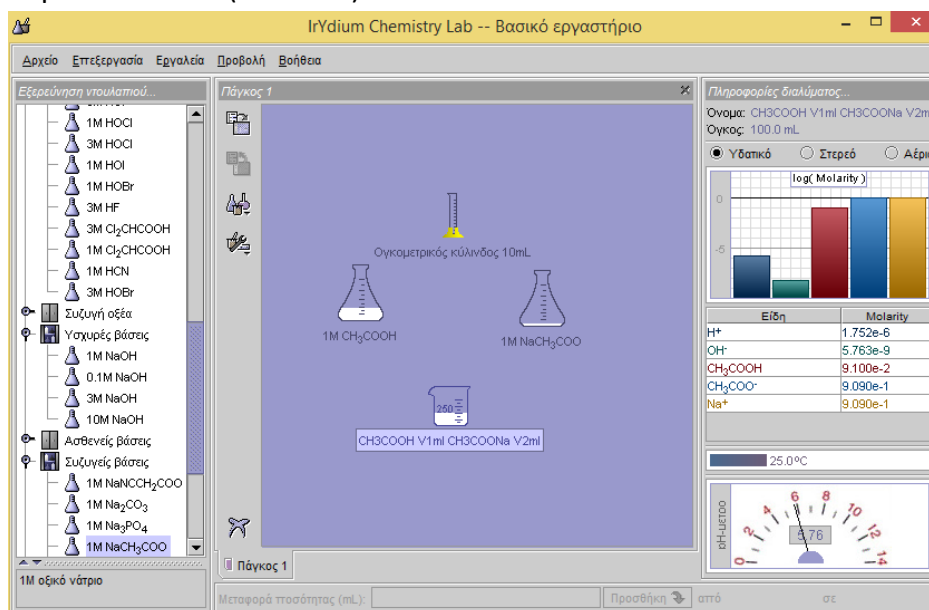 IrYdium Chemistry Lab -- Βασικό εργαστήριο
Αρχείο Επεξεργασία Εργαλεία Προβολή Βοήθεια
Εξερεύνηση ντουλαπιού...
1M HOCl
3M HOCl
1M HOI
1M HOBr
3M HF
3M Cl₂CHCOOH
1M Cl₂CHCOOH
1M HCN
3M HOBr
Συζυγή οξέα
Υσχυρές βάσεις
1M NaOH
0.1M NaOH
3M NaOH
10M NaOH
Ασθενείς βάσεις
Συζυγείς βάσεις
1M NaNCCH₂COO
1M Na₂CO₃
1M Na₃PO₄
1M NaCH₃COO
1M οξικό νάτριο
Πάγκος 1
Ογκομετρικός κύλινδος 10mL
1M CH₃COOH
1M NaCH₃COO
250
CH3COOH V1ml CH3COONa V2ml
Πάγκος 1
Μεταφορά ποσότητας (mL):
Προσθήκη
από
σε
Πληροφορίες διαλύματος...
Όνομα: CH3COOH V1ml CH3COONa V2m
Όγκος: 100.0 mL
Υδατικό Στερεό Αέρι
log( Molarity )
0
-5
Είδη Molarity
H+ 1.752e-6
OH- 5.763e-9
CH₃COOH 9.100e-2
CH₃COO- 9.090e-1
Na+ 9.090e-1
25.0ºC
pH-μετρο
0 2 4 6 8 10 12 14
5.76